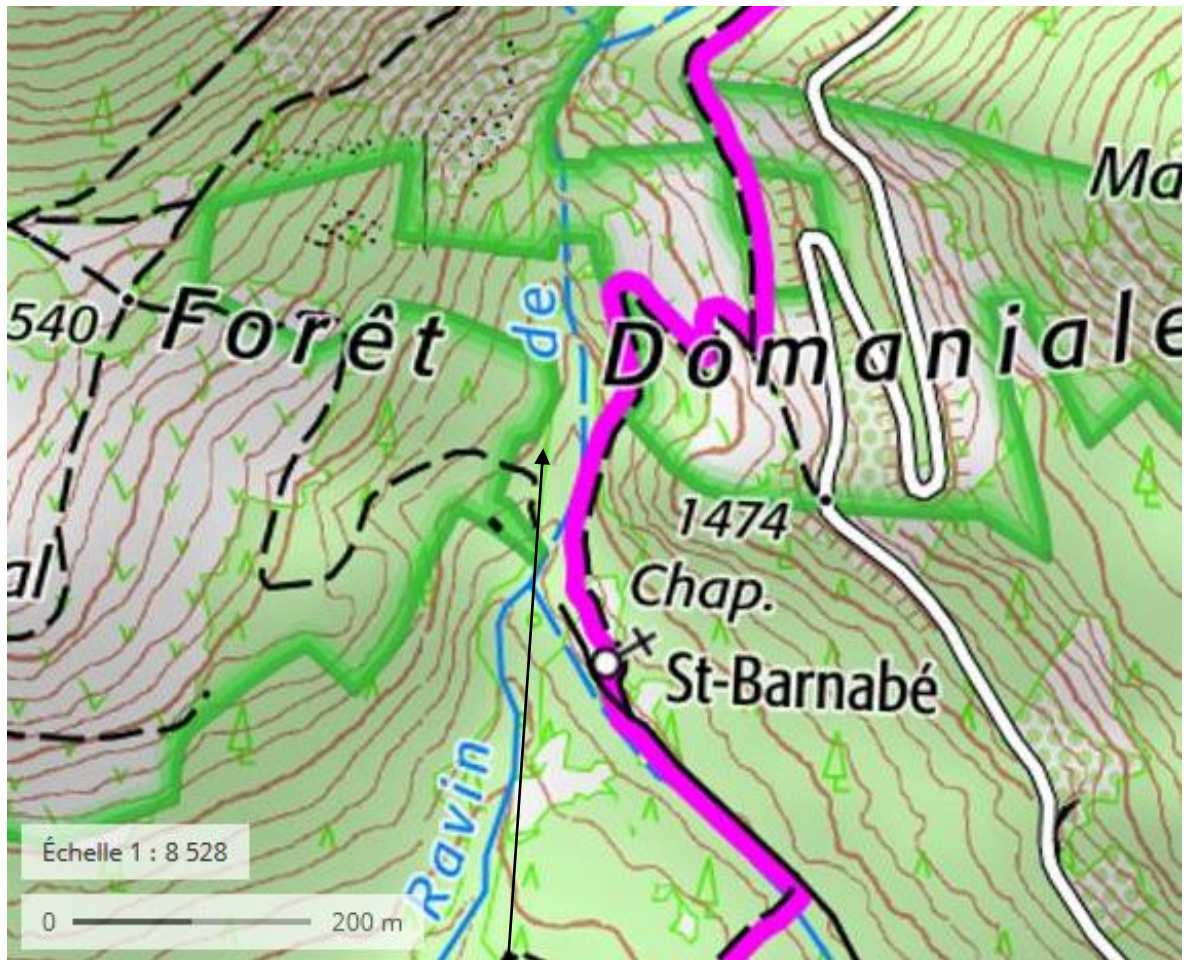 Ma
de
540
Forêt
Domaniale
1474
Chap.
St-Barnabé
al
Ravin
Échelle 1 : 8 528
0 200 m